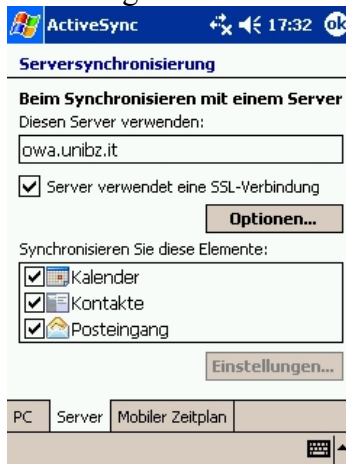 ActiveSync 17:32 ok
Serversynchronisierung
Beim Synchronisieren mit einem Server
Diesen Server verwenden:
owa.unibz.it
Server verwendet eine SSL-Verbindung
Optionen...
Synchronisieren Sie diese Elemente:
Kalender
Kontakte
Posteingang
Einstellungen...
PC Server Mobiler Zeitplan